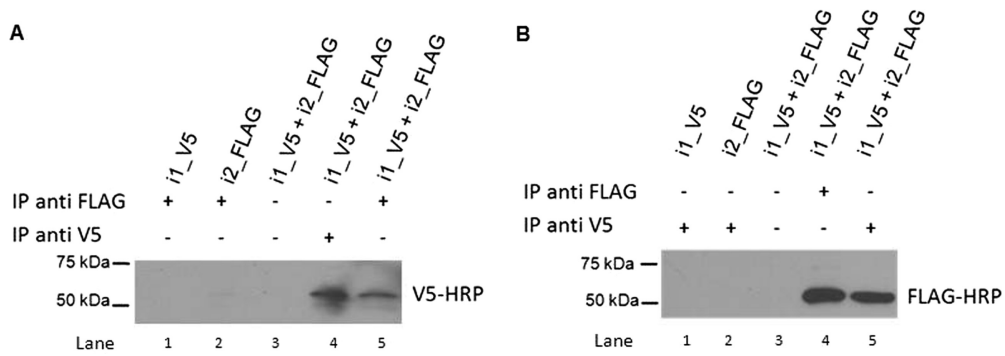 A
i1_V5
i2_FLAG
i1_V5 + i2_FLAG
i1_V5 + i2_FLAG
i1_V5 + i2_FLAG
IP anti FLAG + + - - +
IP anti V5 - - - + -
75 kDa
50 kDa
V5-HRP
Lane 1 2 3 4 5
B
i1_V5
i2_FLAG
i1_V5 + i2_FLAG
i1_V5 + i2_FLAG
i1_V5 + i2_FLAG
IP anti FLAG - - - + -
IP anti V5 + + - - +
75 kDa
50 kDa
FLAG-HRP
Lane 1 2 3 4 5